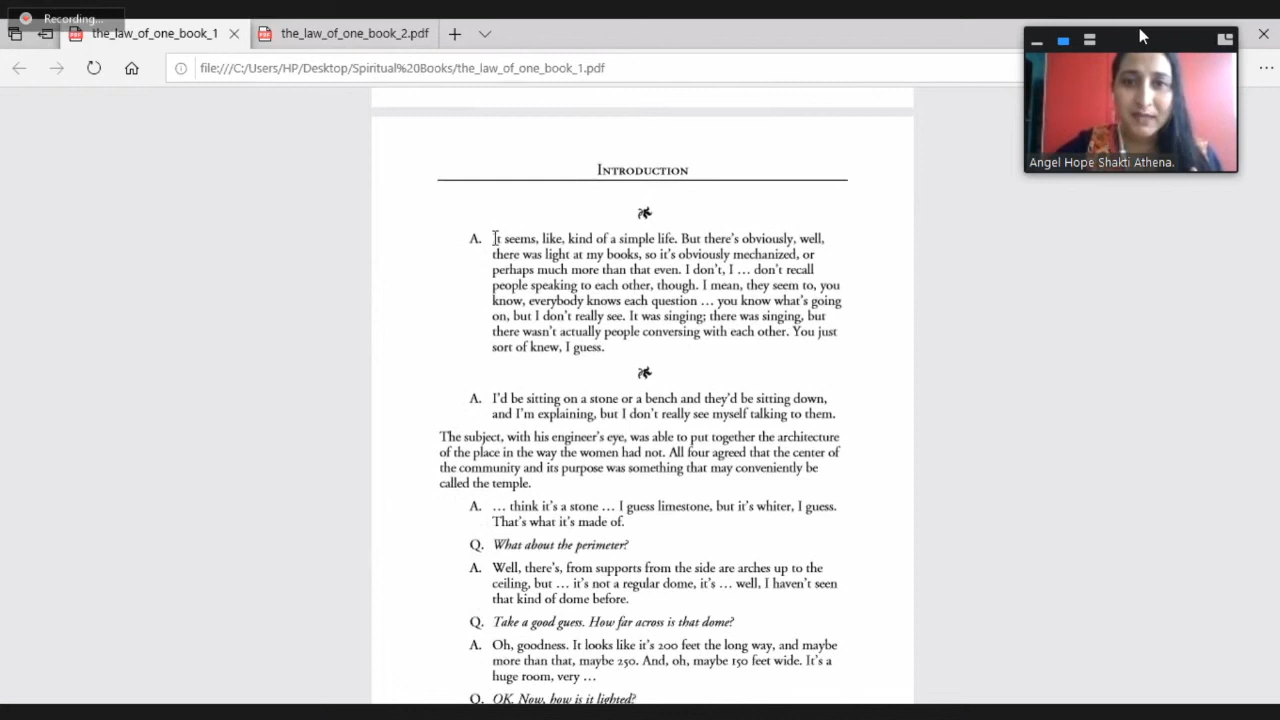 Recording...
the_law_of_one_book_1
the_law_of_one_book_2.pdf
file:///C:/Users/HP/Desktop/Spiritual%20Books/the_law_of_one_book_1.pdf
Angel Hope Shakti Athena.
INTRODUCTION
A. It seems, like, kind of a simple life. But there's obviously, well,
there was light at my books, so it's obviously mechanized, or
perhaps much more than that even. I don't, I … don't recall
people speaking to each other, though. I mean, they seem to, you
know, everybody knows each question … you know what's going
on, but I don't really see. It was singing; there was singing, but
there wasn't actually people conversing with each other. You just
sort of knew, I guess.
A. I'd be sitting on a stone or a bench and they'd be sitting down,
and I'm explaining, but I don't really see myself talking to them.
The subject, with his engineer's eye, was able to put together the architecture
of the place in the way the women had not. All four agreed that the center of
the community and its purpose was something that may conveniently be
called the temple.
A. … think it's a stone … I guess limestone, but it's whiter, I guess.
That's what it's made of.
Q. What about the perimeter?
A. Well, there's, from supports from the side are arches up to the
ceiling, but … it's not a regular dome, it's … well, I haven't seen
that kind of dome before.
Q. Take a good guess. How far across is that dome?
A. Oh, goodness. It looks like it's 200 feet the long way, and maybe
more than that, maybe 250. And, oh, maybe 150 feet wide. It's a
huge room, very …
Q. OK. Now, how is it lighted?